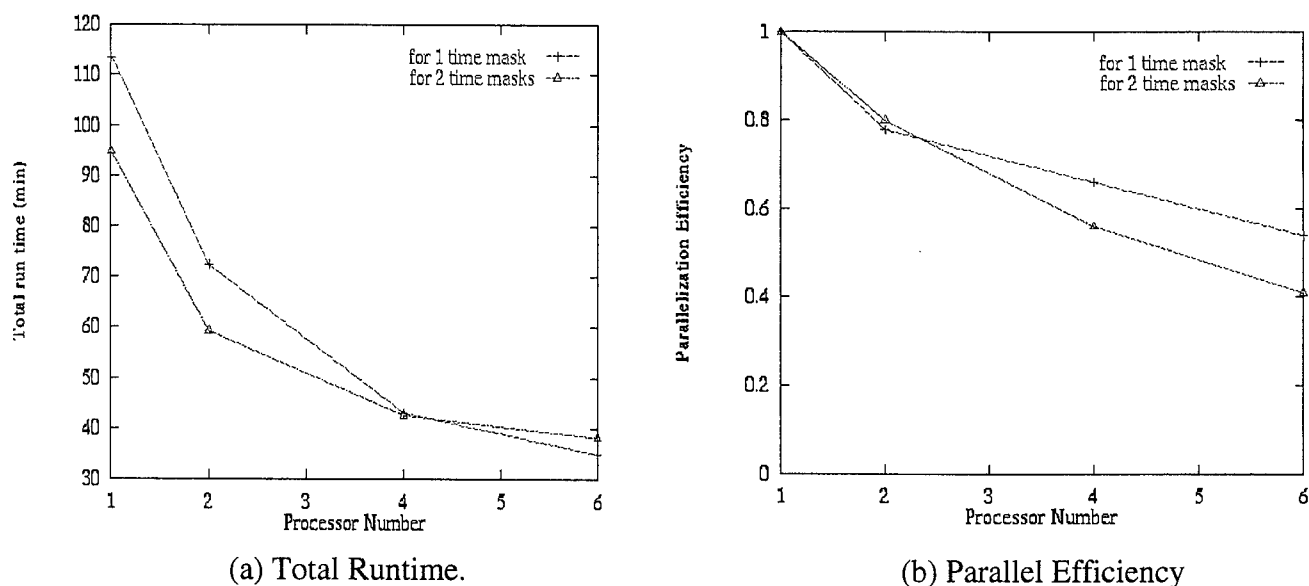 120
110
100
90
80
70
60
50
40
30
Total run time (min)
for 1 time mask
for 2 time masks
1
2
3
4
5
6
Processor Number
(a) Total Runtime.
1
0.8
0.6
0.4
0.2
0
Parallelization Efficiency
for 1 time mask
for 2 time masks
1
2
3
4
5
6
Processor Number
(b) Parallel Efficiency